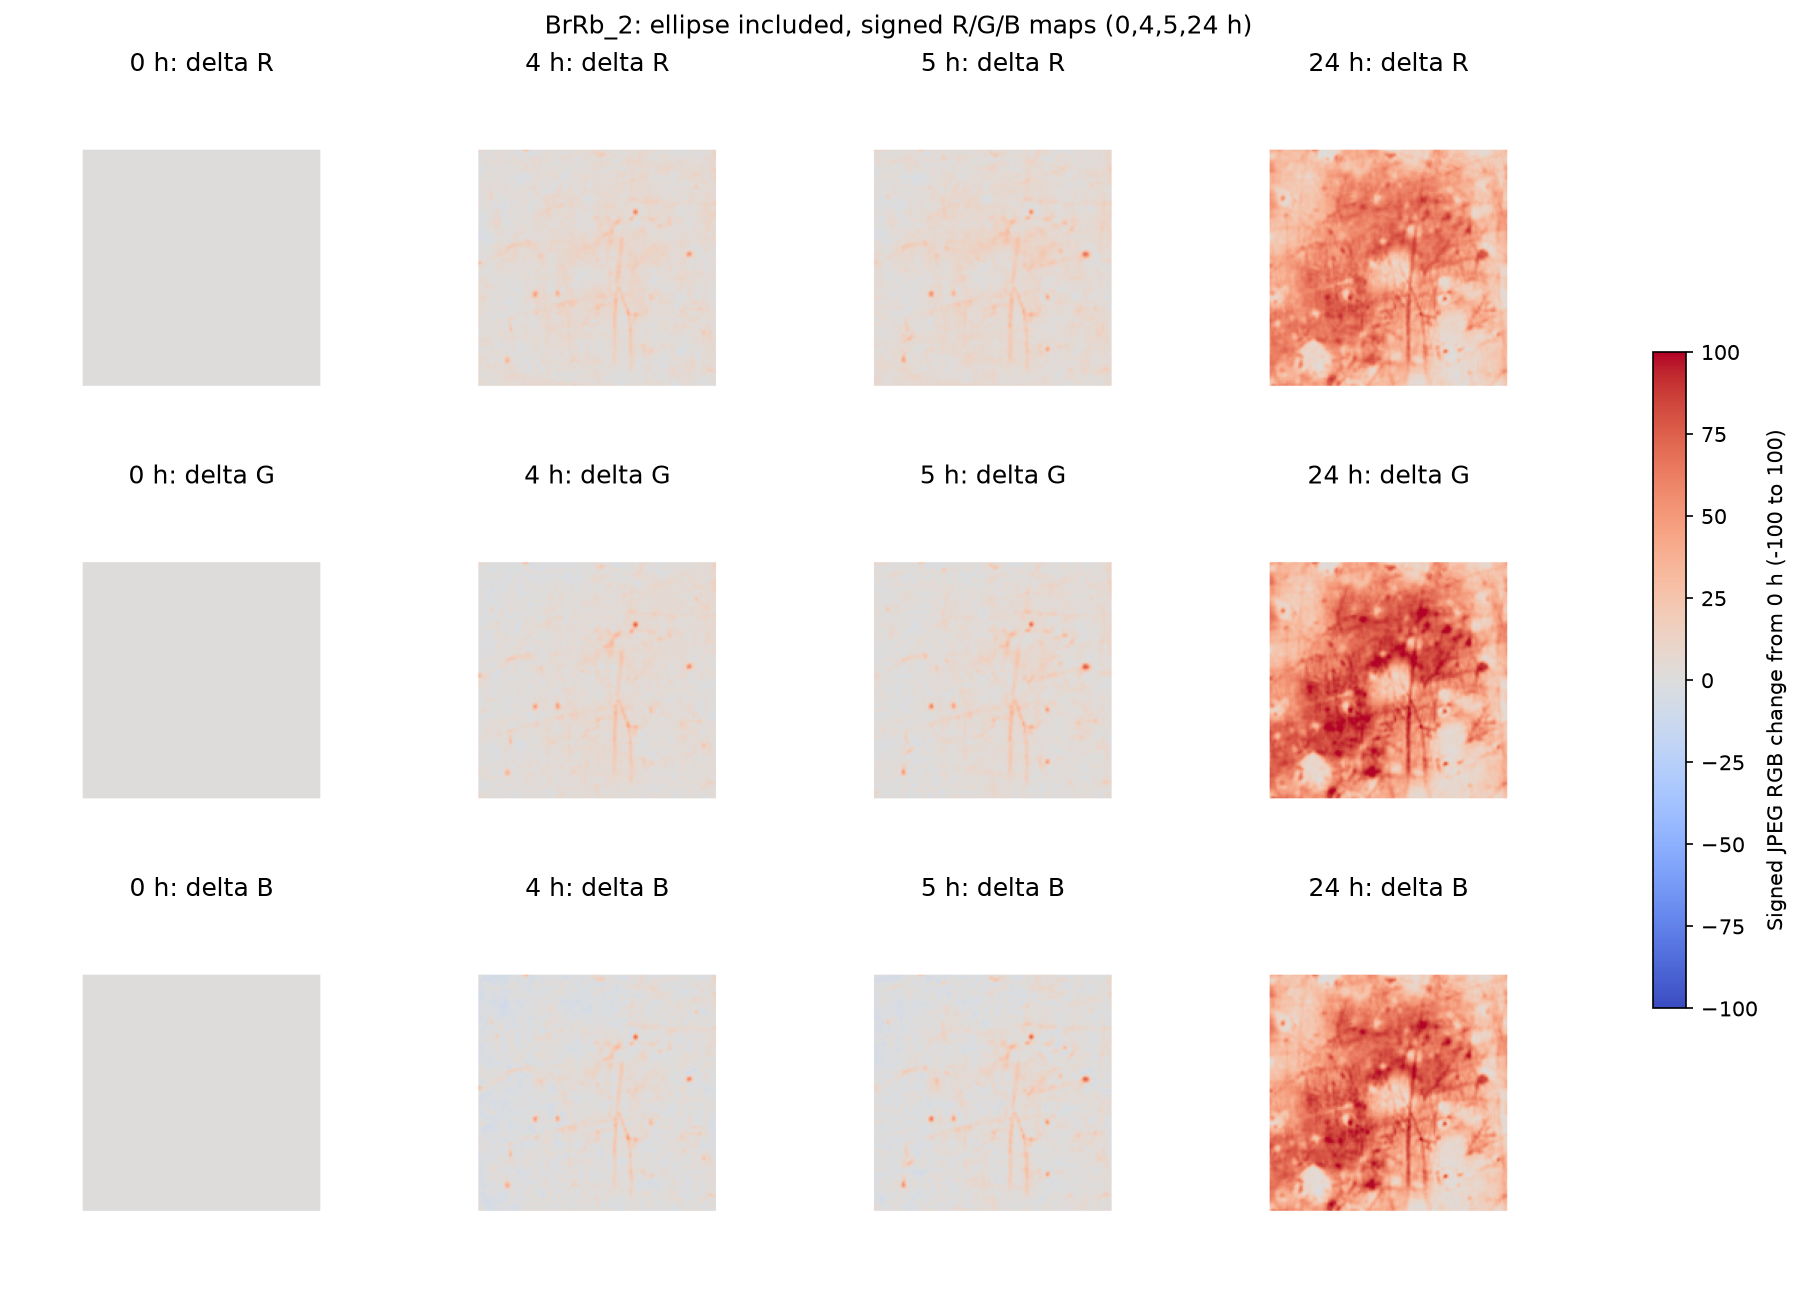 BrRb_2: ellipse included, signed R/G/B maps (0,4,5,24 h)
0 h: delta R
4 h: delta R
5 h: delta R
24 h: delta R
0 h: delta G
4 h: delta G
5 h: delta G
24 h: delta G
0 h: delta B
4 h: delta B
5 h: delta B
24 h: delta B
100
75
50
25
0
−25
−50
−75
−100
Signed JPEG RGB change from 0 h (-100 to 100)